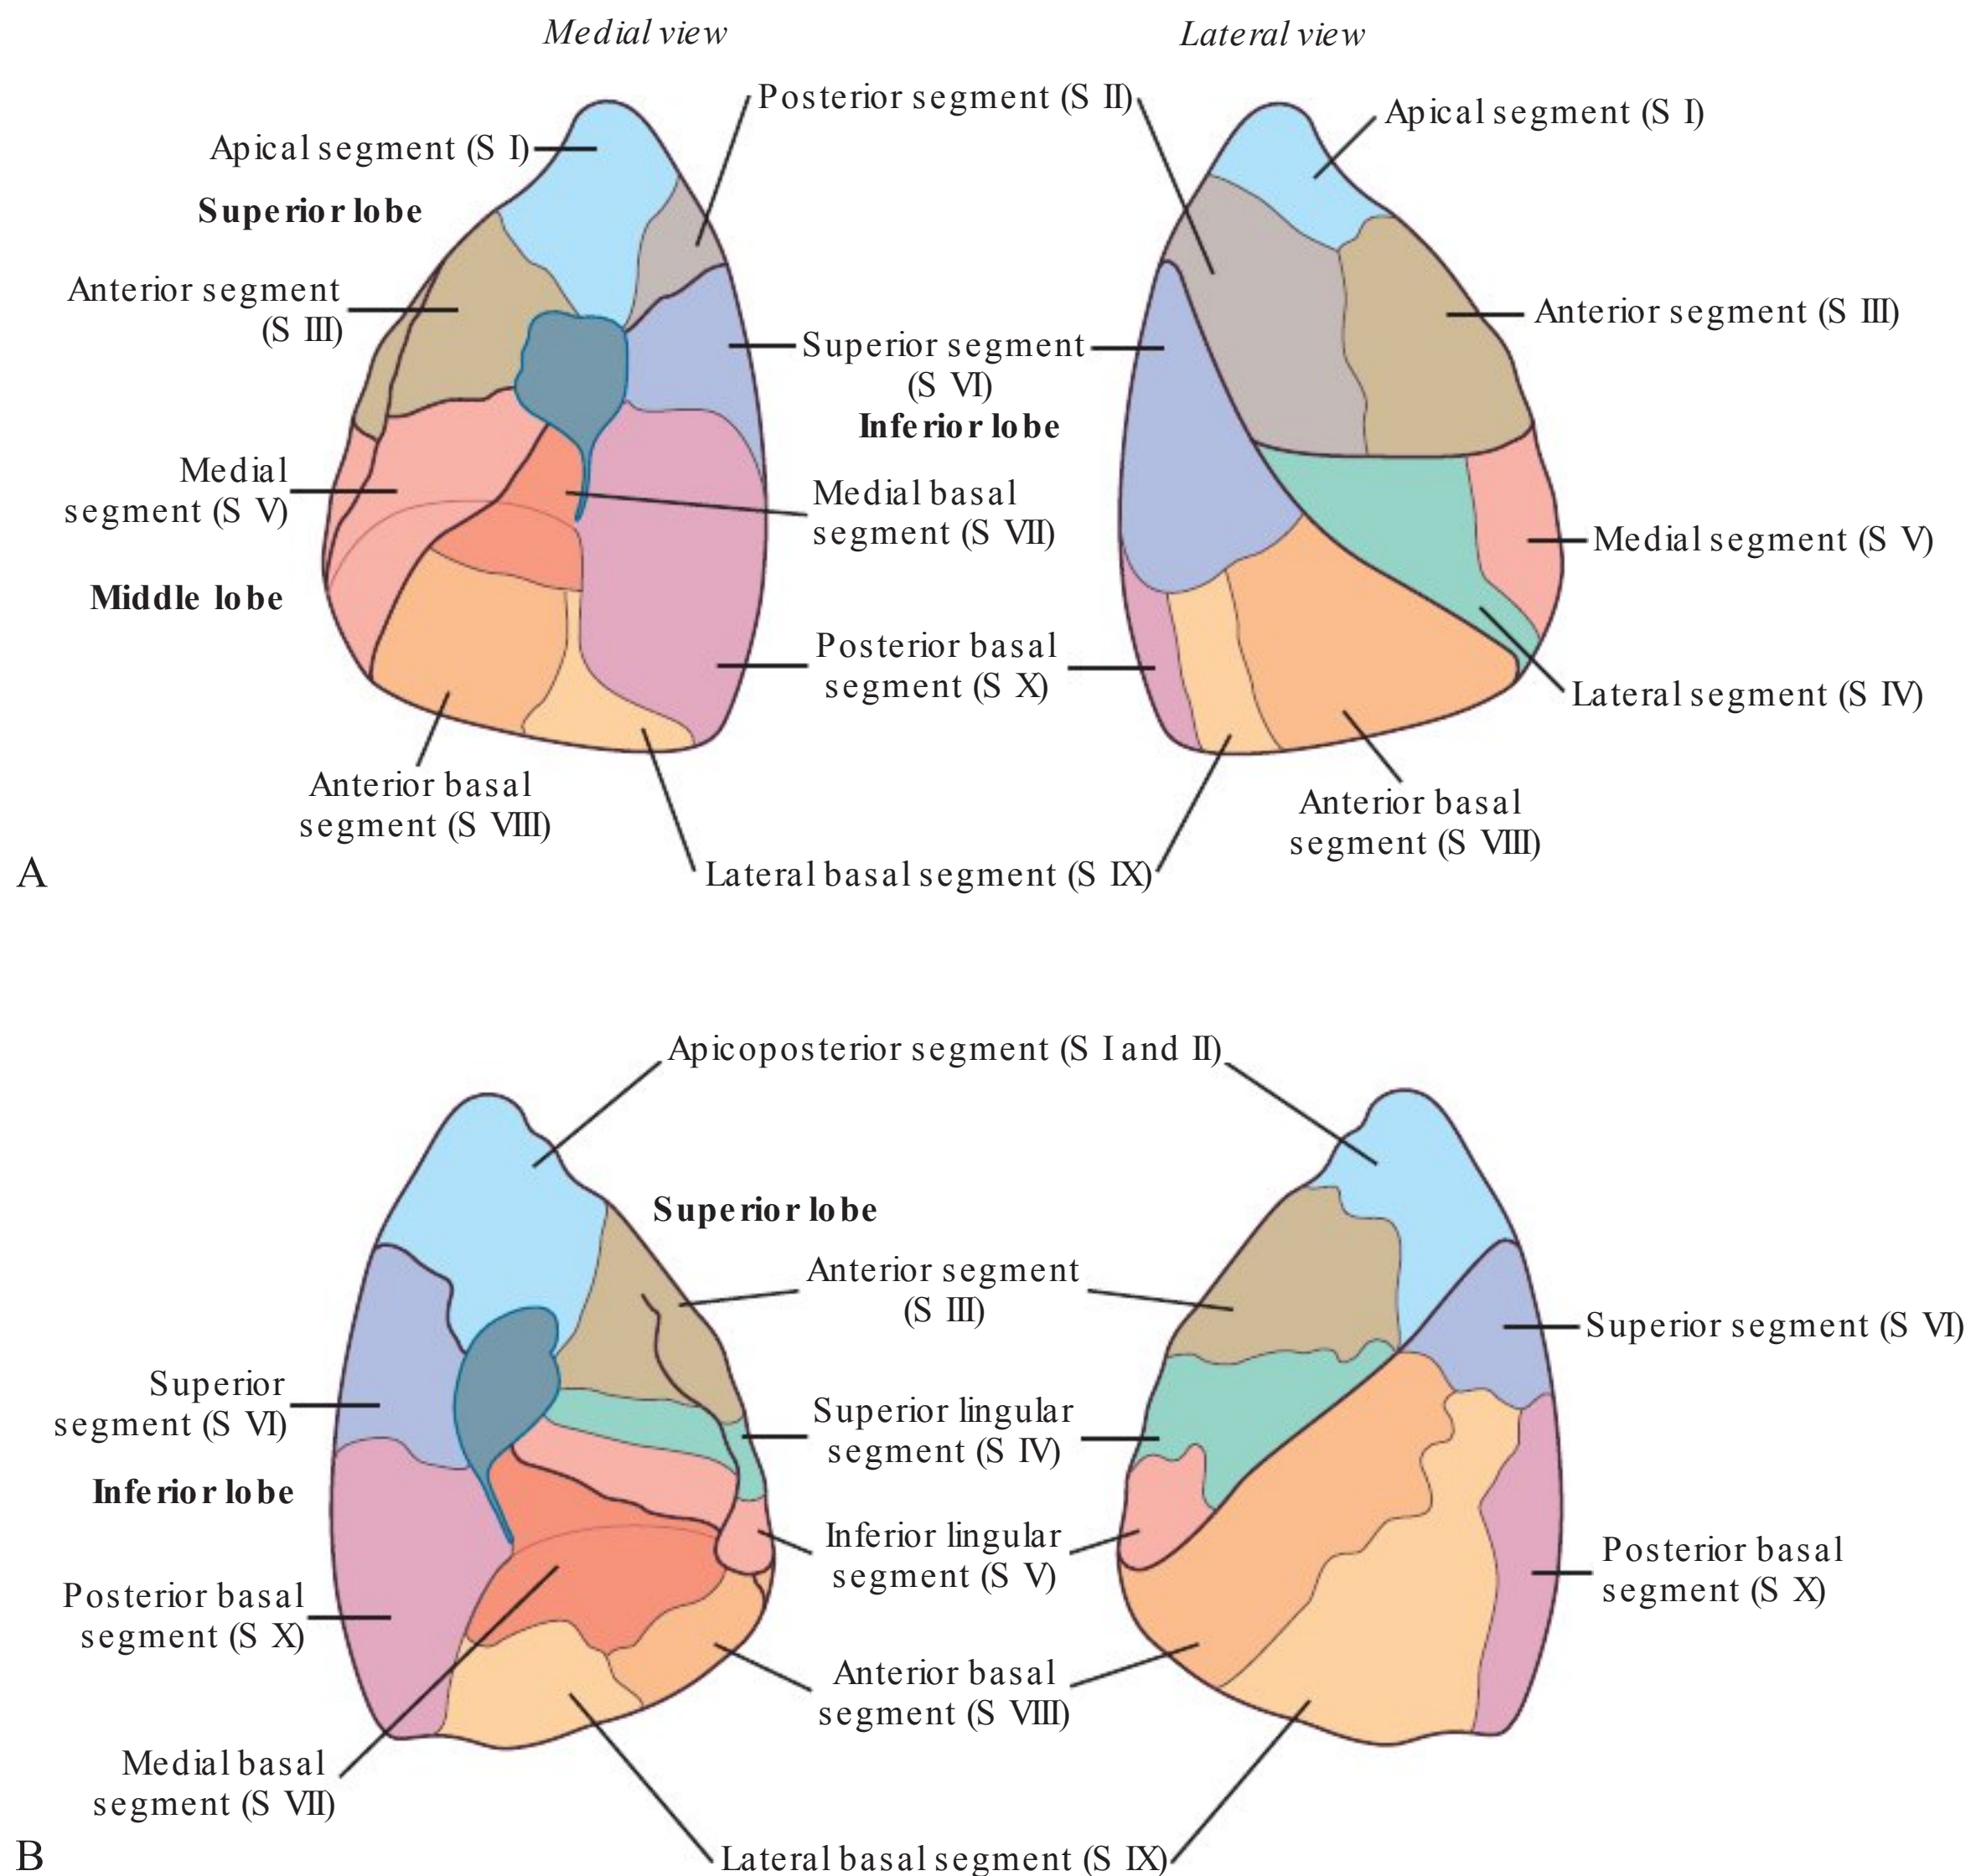 Medial view
Lateral view
Posterior segment (S II)
Apical segment (S I)
Apical segment (S I)
Superior lobe
Anterior segment
(S III)
Anterior segment (S III)
Superior segment
(S VI)
Inferior lobe
Medial
segment (S V)
Medial basal
segment (S VII)
Medial segment (S V)
Middle lobe
Posterior basal
segment (S X)
Lateral segment (S IV)
Anterior basal
segment (S VIII)
Anterior basal
segment (S VIII)
Lateral basal segment (S IX)
A
Apicoposterior segment (S I and II)
Superior lobe
Anterior segment
(S III)
Superior segment (S VI)
Superior
segment (S VI)
Superior lingular
segment (S IV)
Inferior lobe
Inferior lingular
segment (S V)
Posterior basal
segment (S X)
Posterior basal
segment (S X)
Anterior basal
segment (S VIII)
Medial basal
segment (S VII)
Lateral basal segment (S IX)
B